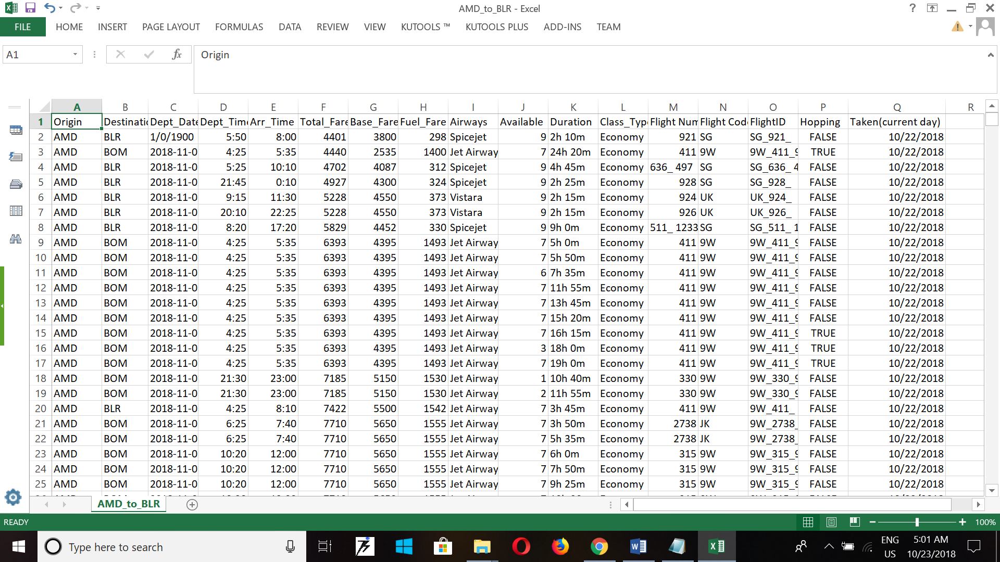 AMD_to_BLR - Excel
FILE HOME INSERT PAGE LAYOUT FORMULAS DATA REVIEW VIEW KUTOOLS ™ KUTOOLS PLUS ADD-INS TEAM
A1 fx Origin
A B C D E F G H I J K L M N O P Q R
1 Origin Destinatio Dept_Date Dept_Time Arr_Time Total_Fare Base_Fare Fuel_Fare Airways Available Duration Class_Typ Flight Num Flight Code FlightID Hopping Taken(current day)
2 AMD BLR 1/0/1900 5:50 8:00 4401 3800 298 Spicejet 9 2h 10m Economy 921 SG SG_921_ FALSE 10/22/2018
3 AMD BOM 2018-11-0 4:25 5:35 4440 2535 1400 Jet Airway 7 24h 20m Economy 411 9W 9W_411_9 TRUE 10/22/2018
4 AMD BLR 2018-11-0 5:25 10:10 4702 4087 312 Spicejet 9 4h 45m Economy 636_ 497 SG SG_636_ 4 FALSE 10/22/2018
5 AMD BLR 2018-11-0 21:45 0:10 4927 4300 324 Spicejet 9 2h 25m Economy 928 SG SG_928_ FALSE 10/22/2018
6 AMD BLR 2018-11-0 9:15 11:30 5228 4550 373 Vistara 9 2h 15m Economy 924 UK UK_924_ FALSE 10/22/2018
7 AMD BLR 2018-11-0 20:10 22:25 5228 4550 373 Vistara 9 2h 15m Economy 926 UK UK_926_ FALSE 10/22/2018
8 AMD BLR 2018-11-0 8:20 17:20 5829 4452 330 Spicejet 9 9h 0m Economy 511_ 1233 SG SG_511_ 1 FALSE 10/22/2018
9 AMD BOM 2018-11-0 4:25 5:35 6393 4395 1493 Jet Airway 7 5h 0m Economy 411 9W 9W_411_9 FALSE 10/22/2018
10 AMD BOM 2018-11-0 4:25 5:35 6393 4395 1493 Jet Airway 7 5h 50m Economy 411 9W 9W_411_9 FALSE 10/22/2018
11 AMD BOM 2018-11-0 4:25 5:35 6393 4395 1493 Jet Airway 6 7h 35m Economy 411 9W 9W_411_9 FALSE 10/22/2018
12 AMD BOM 2018-11-0 4:25 5:35 6393 4395 1493 Jet Airway 7 11h 55m Economy 411 9W 9W_411_9 FALSE 10/22/2018
13 AMD BOM 2018-11-0 4:25 5:35 6393 4395 1493 Jet Airway 7 13h 45m Economy 411 9W 9W_411_9 FALSE 10/22/2018
14 AMD BOM 2018-11-0 4:25 5:35 6393 4395 1493 Jet Airway 7 15h 20m Economy 411 9W 9W_411_9 FALSE 10/22/2018
15 AMD BOM 2018-11-0 4:25 5:35 6393 4395 1493 Jet Airway 7 16h 15m Economy 411 9W 9W_411_9 TRUE 10/22/2018
16 AMD BOM 2018-11-0 4:25 5:35 6393 4395 1493 Jet Airway 3 18h 0m Economy 411 9W 9W_411_9 TRUE 10/22/2018
17 AMD BOM 2018-11-0 4:25 5:35 6393 4395 1493 Jet Airway 7 19h 0m Economy 411 9W 9W_411_9 TRUE 10/22/2018
18 AMD BOM 2018-11-0 21:30 23:00 7185 5150 1530 Jet Airway 1 10h 40m Economy 330 9W 9W_330_9 FALSE 10/22/2018
19 AMD BOM 2018-11-0 21:30 23:00 7185 5150 1530 Jet Airway 2 11h 55m Economy 330 9W 9W_330_9 FALSE 10/22/2018
20 AMD BLR 2018-11-0 4:25 8:10 7422 5500 1542 Jet Airway 7 3h 45m Economy 411 9W 9W_411_ FALSE 10/22/2018
21 AMD BOM 2018-11-0 6:25 7:40 7710 5650 1555 Jet Airway 7 3h 50m Economy 2738 JK 9W_2738_ FALSE 10/22/2018
22 AMD BOM 2018-11-0 6:25 7:40 7710 5650 1555 Jet Airway 7 5h 35m Economy 2738 JK 9W_2738_ FALSE 10/22/2018
23 AMD BOM 2018-11-0 10:20 12:00 7710 5650 1555 Jet Airway 7 6h 0m Economy 315 9W 9W_315_9 FALSE 10/22/2018
24 AMD BOM 2018-11-0 10:20 12:00 7710 5650 1555 Jet Airway 7 7h 50m Economy 315 9W 9W_315_9 FALSE 10/22/2018
25 AMD BOM 2018-11-0 10:20 12:00 7710 5650 1555 Jet Airway 7 9h 25m Economy 315 9W 9W_315_9 FALSE 10/22/2018
AMD_to_BLR
READY 100%
Type here to search
ENG 5:01 AM
US 10/23/2018